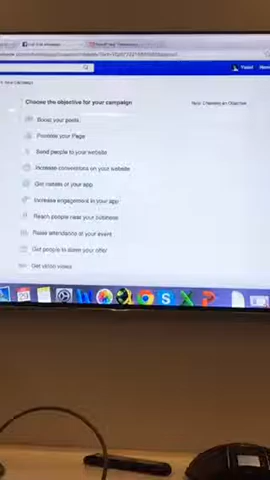 Choose the objective for your campaign
Boost your posts
Promote your Page
Send people to your website
Increase conversions on your website
Get installs of your app
Increase engagement in your app
Reach people near your business
Raise attendance at your event
Get people to claim your offer
Get video views